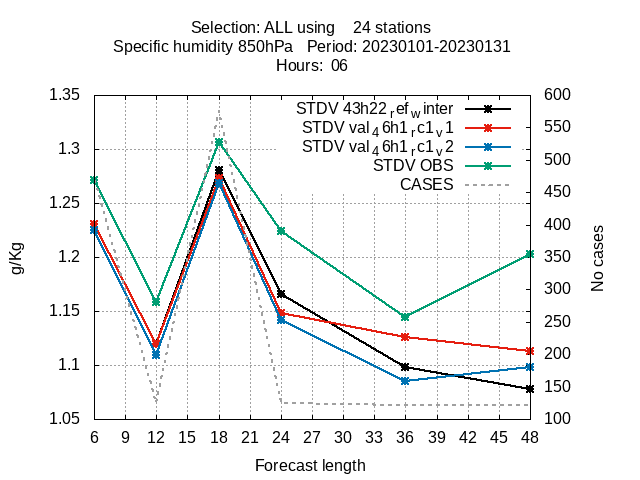 Selection: ALL using    24 stations
Specific humidity 850hPa   Period: 20230101-20230131
Hours:  06
STDV 43h22refwinter
STDV val46h1rc1v1
STDV val46h1rc1v2
STDV OBS
CASES
1.35
1.3
1.25
1.2
1.15
1.1
1.05
g/Kg
600
550
500
450
400
350
300
250
200
150
100
No cases
6 9 12 15 18 21 24 27 30 33 36 39 42 45 48
Forecast length